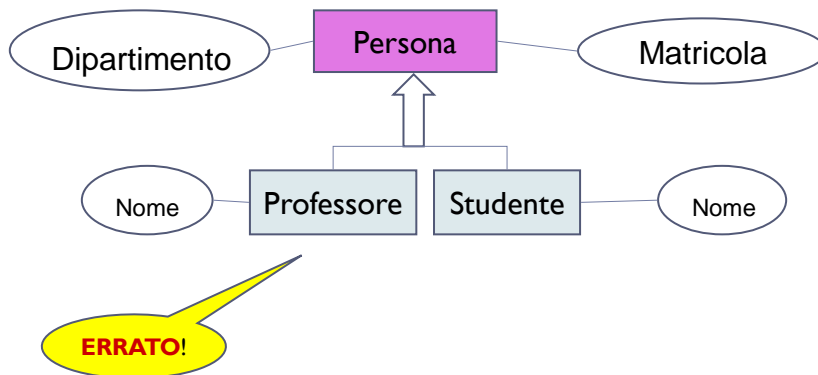 Persona
Dipartimento
Matricola
Nome
Professore
Studente
Nome
ERRATO!